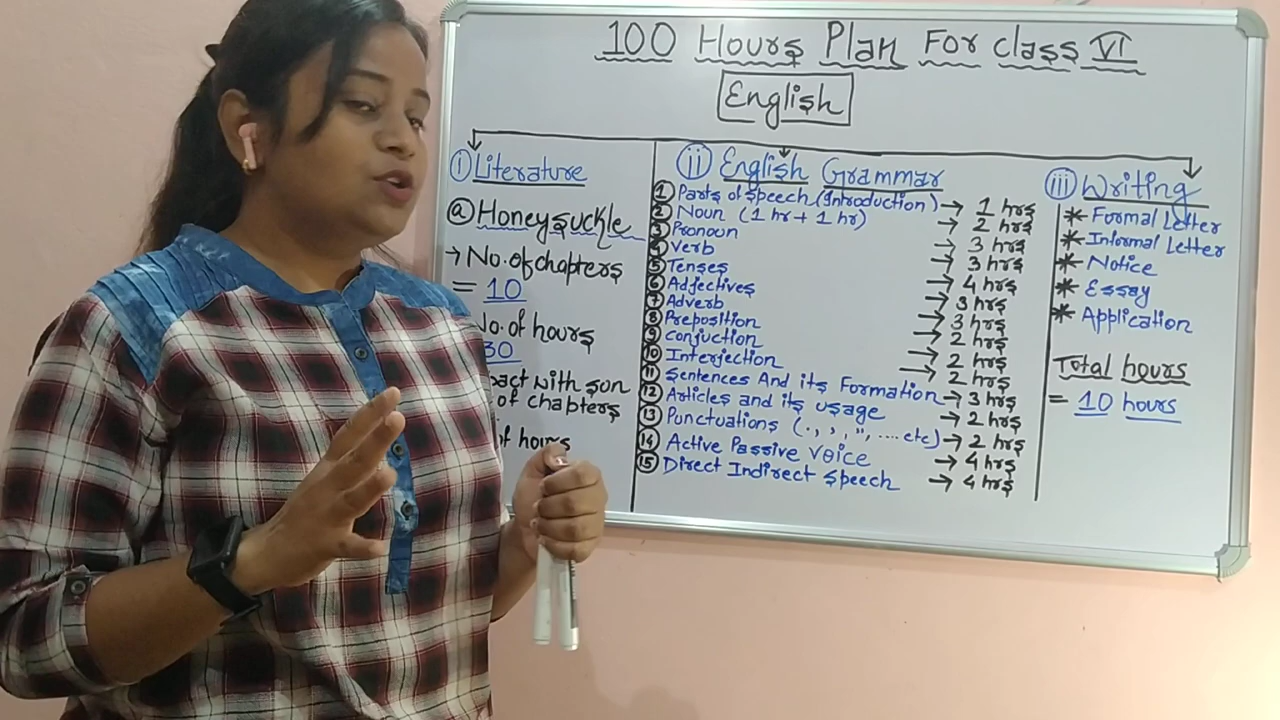 100 Hours Plan For class VI
English
(i) Literature
(a) Honeysuckle
→ No. of chapters
= 10
No. of hours
30
pact with sun
of chapters
of hours
(ii) English Grammar
(1) Parts of speech (Introduction) → 1 hrs
(2) Noun (1 hr + 1 hr) → 2 hrs
(3) Pronoun → 3 hrs
(4) Verb → 3 hrs
(5) Tenses → 4 hrs
(6) Adjectives → 3 hrs
(7) Adverb → 3 hrs
(8) Preposition → 2 hrs
(9) Conjuction → 2 hrs
(10) Interjection → 2 hrs
(11) Sentences And its Formation → 3 hrs
(12) Articles and its usage → 2 hrs
(13) Punctuations (., , ", .... etc) → 2 hrs
(14) Active Passive Voice → 4 hrs
(15) Direct Indirect Speech → 4 hrs
(iii) Writing
* Formal Letter
* Informal Letter
* Notice
* Essay
* Application
Total hours
= 10 hours